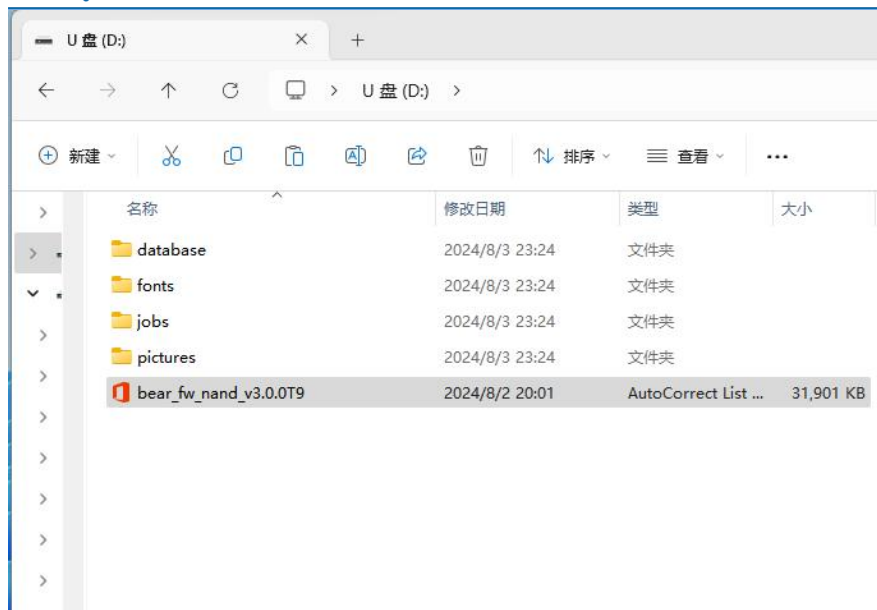 U 盘 (D:)
U 盘 (D:)
新建 排序 查看
名称 修改日期 类型 大小
database 2024/8/3 23:24 文件夹
fonts 2024/8/3 23:24 文件夹
jobs 2024/8/3 23:24 文件夹
pictures 2024/8/3 23:24 文件夹
bear_fw_nand_v3.0.0T9 2024/8/2 20:01 AutoCorrect List ... 31,901 KB